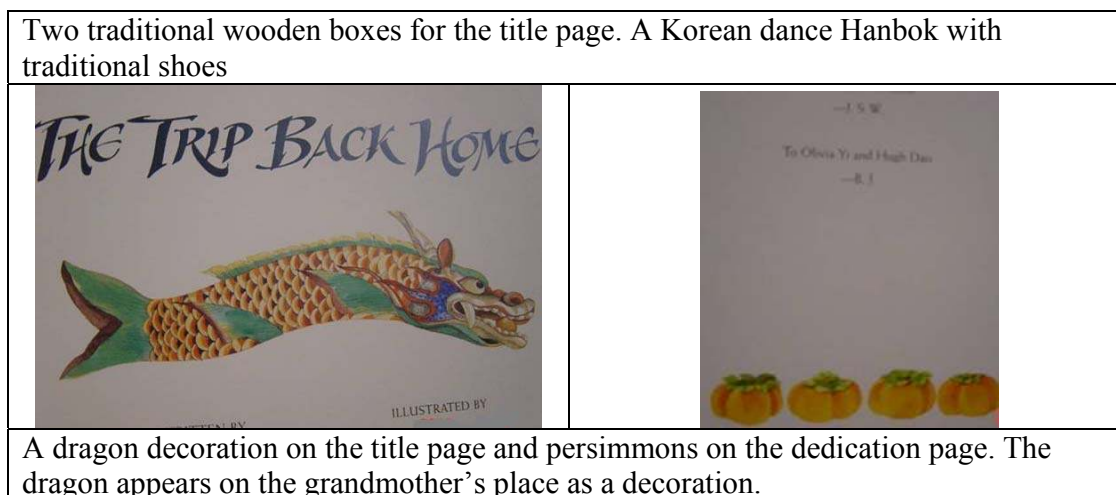 Two traditional wooden boxes for the title page. A Korean dance Hanbok with
traditional shoes
THE TRIP BACK HOME
ILLUSTRATED BY
—J. S. W.
To Olivia Yi and Hugh Dao
—B. J.
A dragon decoration on the title page and persimmons on the dedication page. The
dragon appears on the grandmother’s place as a decoration.